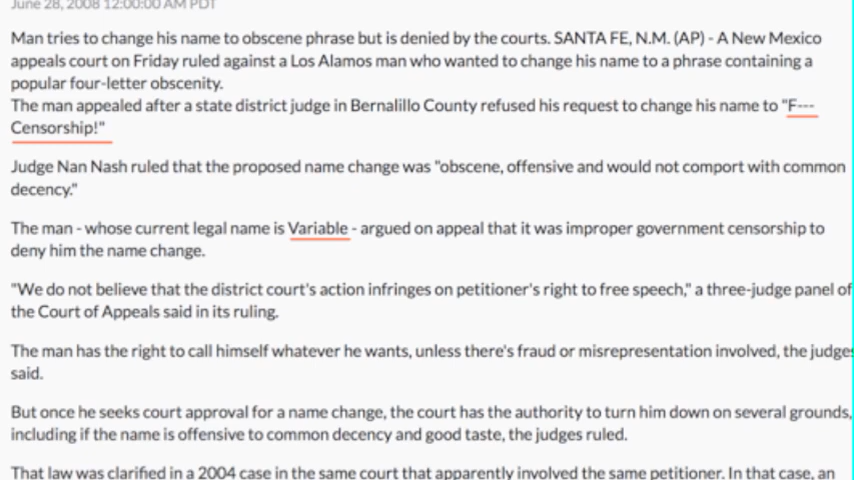 June 28, 2008 12:00:00 AM PDT
Man tries to change his name to obscene phrase but is denied by the courts. SANTA FE, N.M. (AP) - A New Mexico
appeals court on Friday ruled against a Los Alamos man who wanted to change his name to a phrase containing a
popular four-letter obscenity.
The man appealed after a state district judge in Bernalillo County refused his request to change his name to "F---
Censorship!"
Judge Nan Nash ruled that the proposed name change was "obscene, offensive and would not comport with common
decency."
The man - whose current legal name is Variable - argued on appeal that it was improper government censorship to
deny him the name change.
"We do not believe that the district court's action infringes on petitioner's right to free speech," a three-judge panel of
the Court of Appeals said in its ruling.
The man has the right to call himself whatever he wants, unless there's fraud or misrepresentation involved, the judges
said.
But once he seeks court approval for a name change, the court has the authority to turn him down on several grounds,
including if the name is offensive to common decency and good taste, the judges ruled.
That law was clarified in a 2004 case in the same court that apparently involved the same petitioner. In that case, an